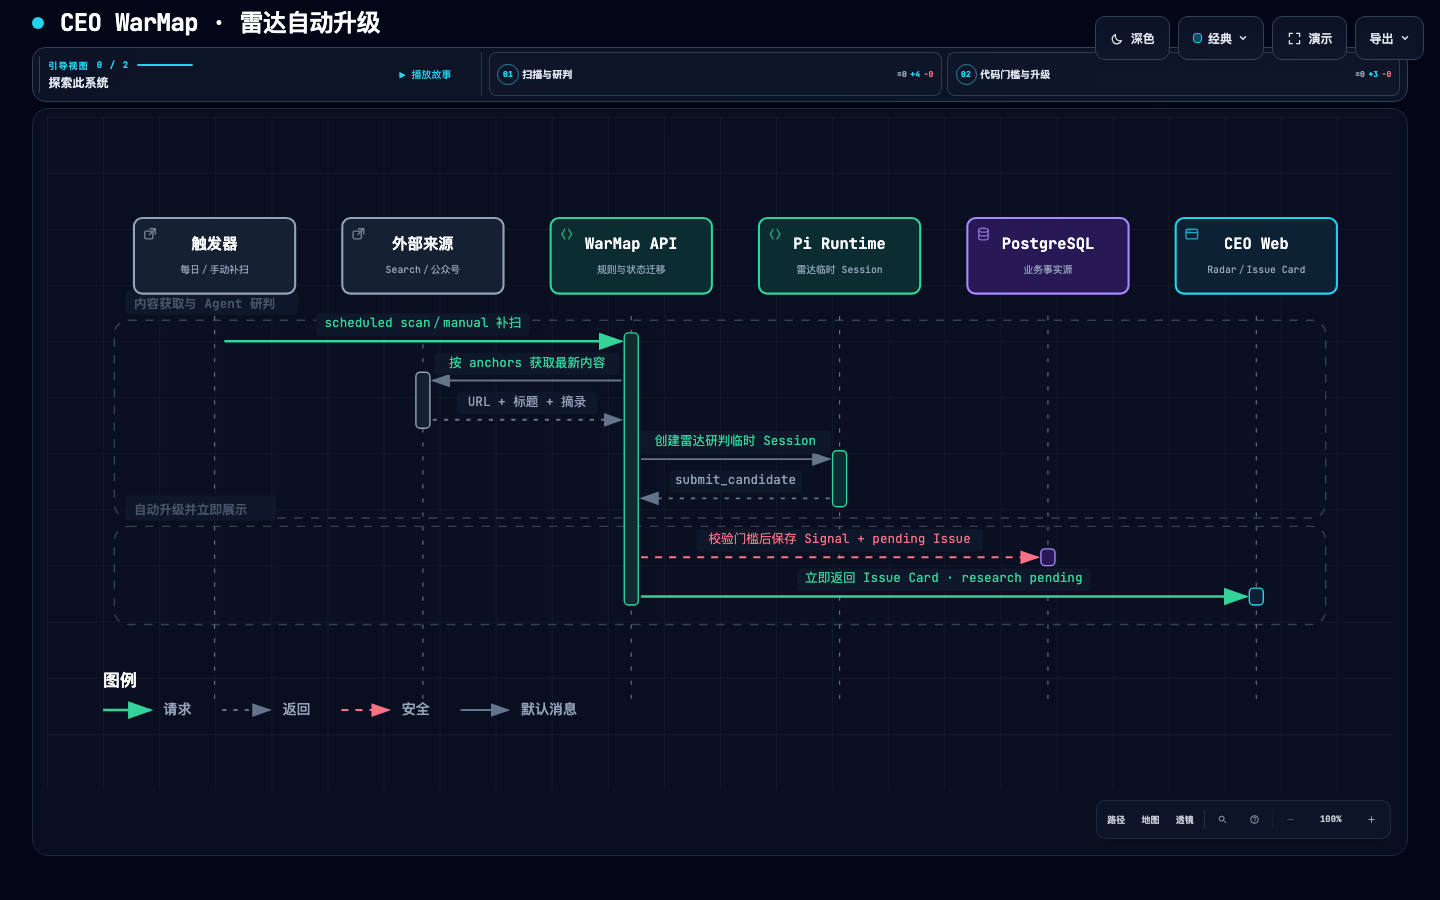 CEO WarMap · 雷达自动升级
深色
经典
演示
导出
引导视图 0 / 2
探索此系统
▶ 播放故事
01 扫描与研判
=0 +4 -0
02 代码门槛与升级
=0 +3 -0
触发器
每日 / 手动补扫
外部来源
Search / 公众号
WarMap API
规则与状态迁移
Pi Runtime
雷达临时 Session
PostgreSQL
业务事实源
CEO Web
Radar / Issue Card
内容获取与 Agent 研判
scheduled scan / manual 补扫
按 anchors 获取最新内容
URL + 标题 + 摘录
创建雷达研判临时 Session
submit_candidate
自动升级并立即展示
校验门槛后保存 Signal + pending Issue
立即返回 Issue Card · research pending
图例
请求
返回
安全
默认消息
路径
地图
透镜
− 100% +